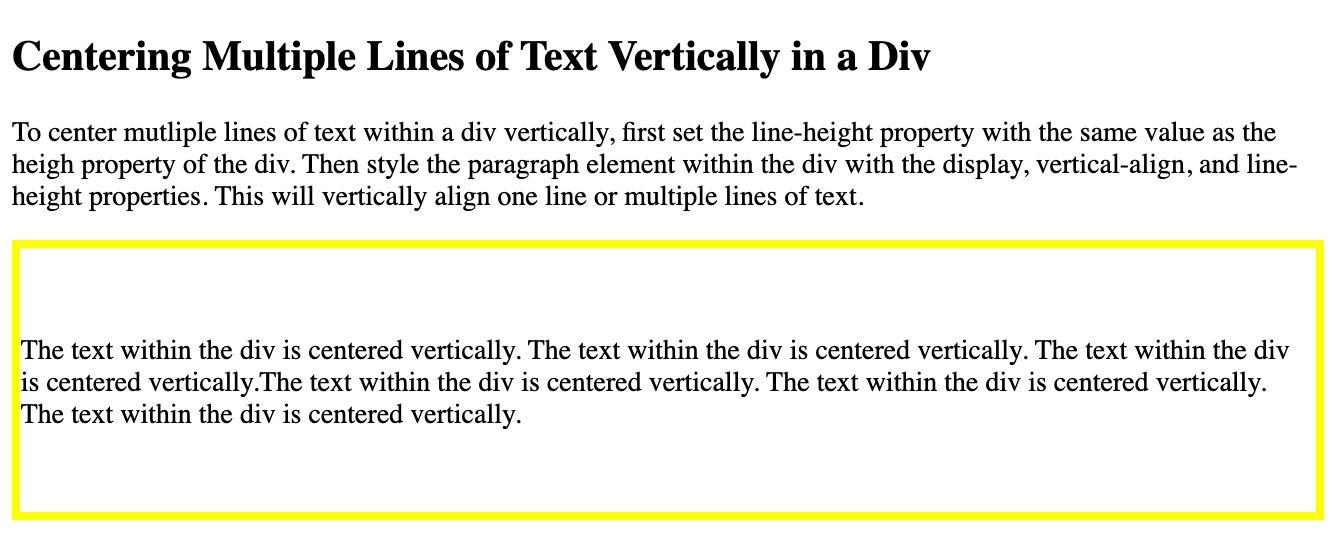 Centering Multiple Lines of Text Vertically in a Div
To center mutliple lines of text within a div vertically, first set the line-height property with the same value as the
heigh property of the div. Then style the paragraph element within the div with the display, vertical-align, and line-
height properties. This will vertically align one line or multiple lines of text.
The text within the div is centered vertically. The text within the div is centered vertically. The text within the div
is centered vertically.The text within the div is centered vertically. The text within the div is centered vertically.
The text within the div is centered vertically.